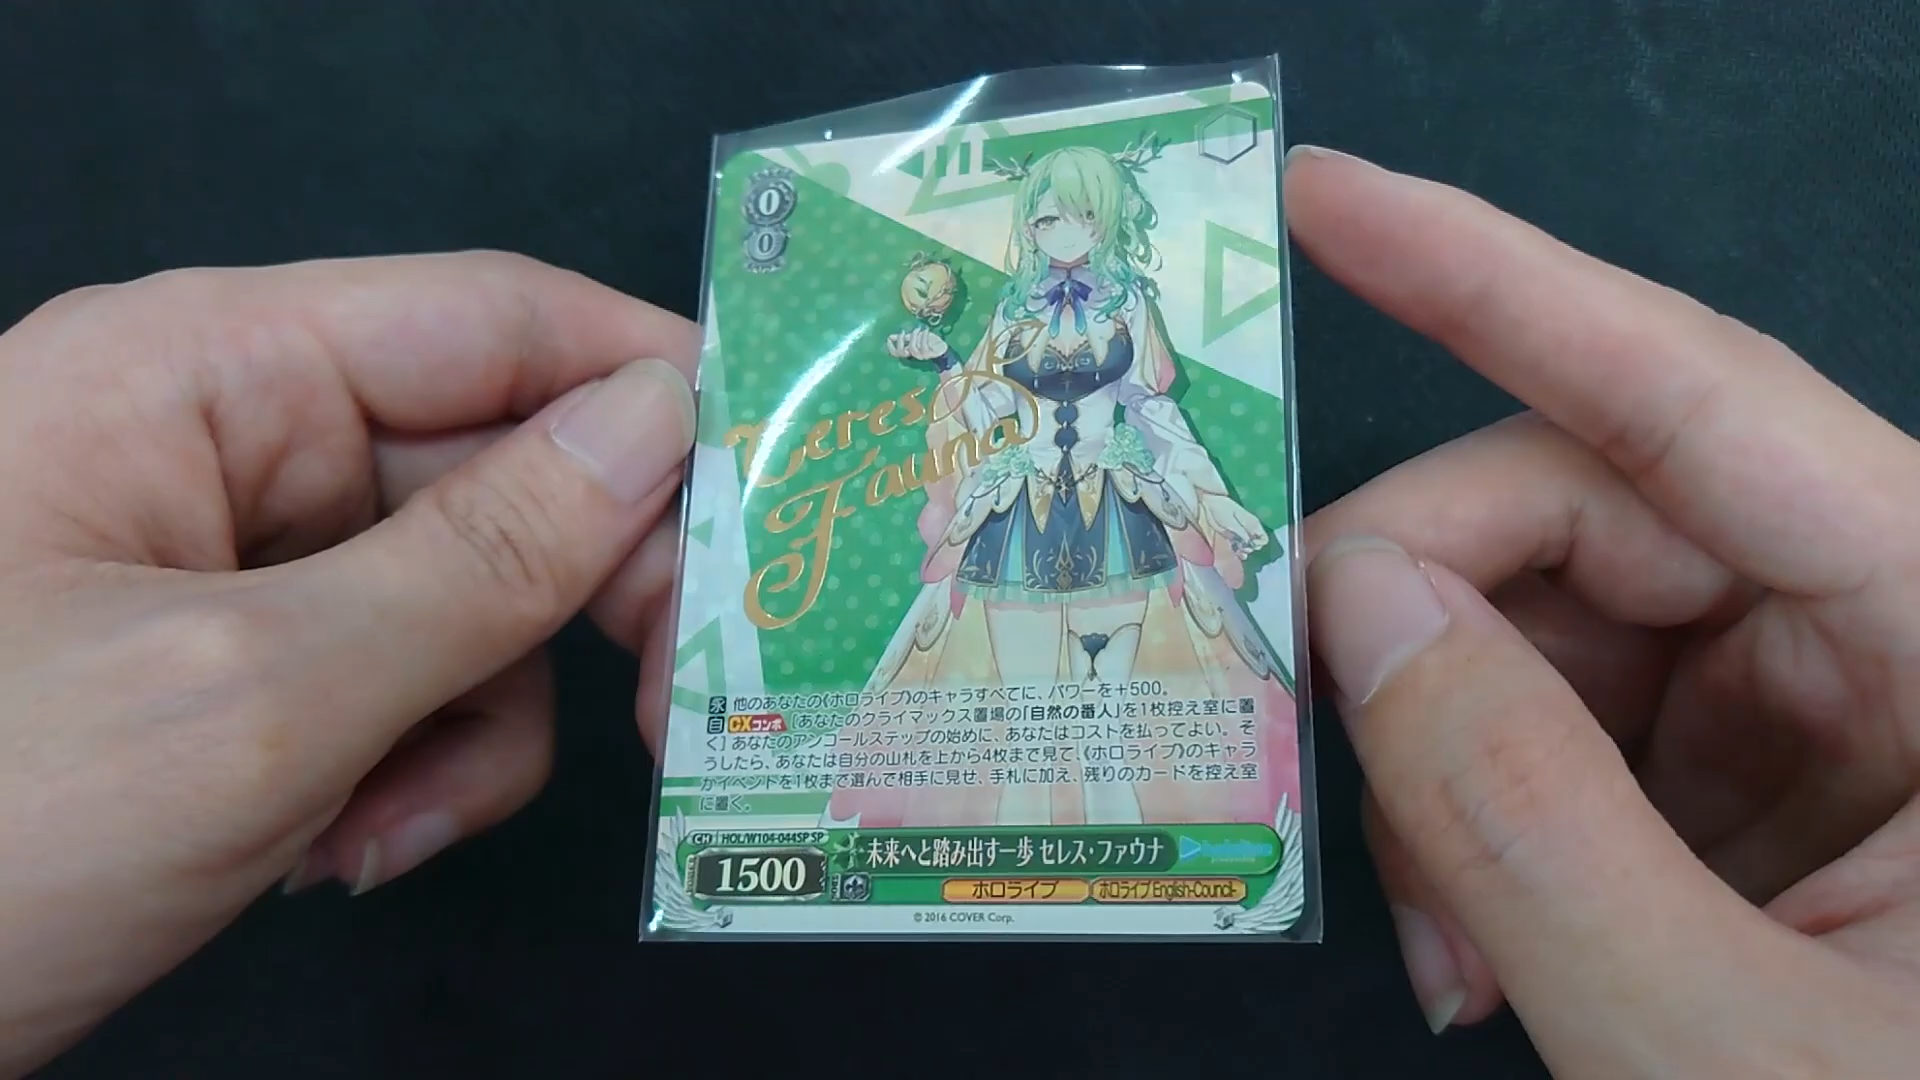 0
0
Ceres
Fauna
永 他のあなたの《ホロライブ》のキャラすべてに、パワーを＋500。
自 CXコンボ ［あなたのクライマックス置場の「自然の番人」を1枚控え室に置
く］ あなたのアンコールステップの始めに、あなたはコストを払ってよい。そ
うしたら、あなたは自分の山札を上から4枚まで見て、《ホロライブ》のキャラ
かイベントを1枚まで選んで相手に見せ、手札に加え、残りのカードを控え室
に置く。
CH HOL/W104-044SP SP
未来へと踏み出す一歩 セレス・ファウナ
1500
ホロライブ ホロライブ English-Council-
© 2016 COVER Corp.